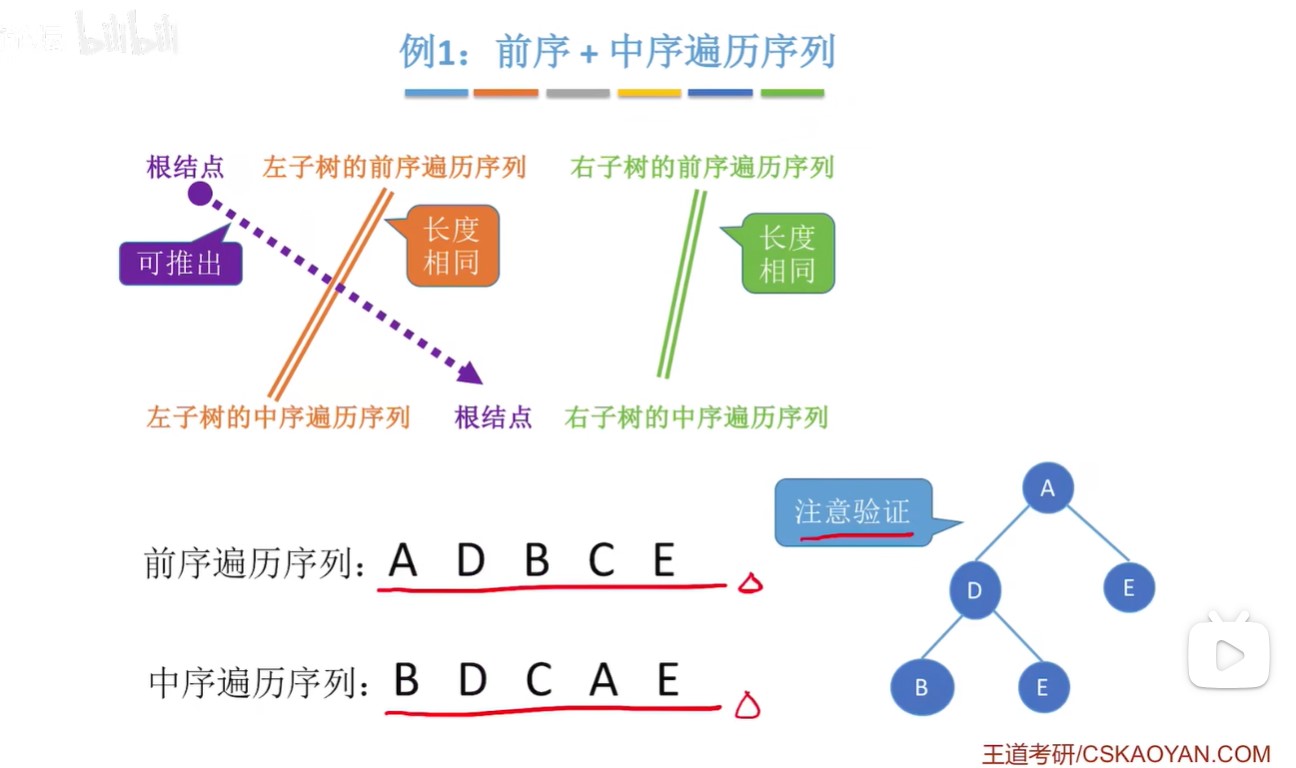 bilibili
例1：前序 + 中序遍历序列
根结点 左子树的前序遍历序列 右子树的前序遍历序列
可推出
长度
相同
长度
相同
左子树的中序遍历序列 根结点 右子树的中序遍历序列
注意验证
前序遍历序列: A D B C E
中序遍历序列: B D C A E
A
D
E
B
E
王道考研/CSKAOYAN.COM